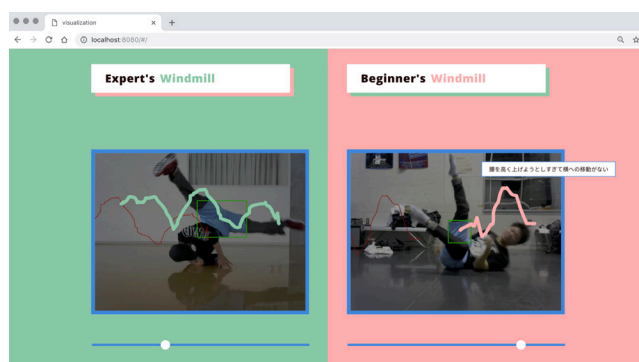 visualization
localhost:8080/#/
Expert's Windmill
Beginner's Windmill
腰を高く上げようとしすぎて横への移動がない